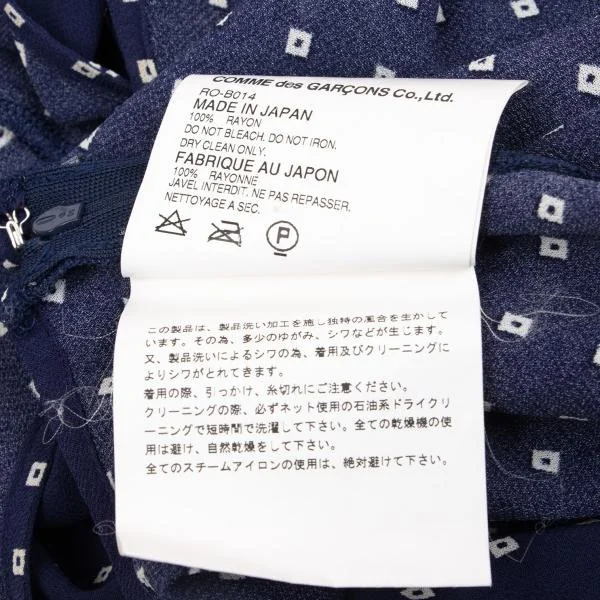 COMME des GARÇONS Co., Ltd.
RO-B014
MADE IN JAPAN
100% RAYON
DO NOT BLEACH. DO NOT IRON.
DRY CLEAN ONLY.
FABRIQUE AU JAPON
100% RAYONNE
JAVEL INTERDIT. NE PAS REPASSER.
NETTOYAGE A SEC.
P
この製品は、製品洗い加工を施し独特の風合を生かして
います。その為、多少のゆがみ、シワなどが生じます。
又、製品洗いによるシワの為、着用及びクリーニングに
よりシワがとれてきます。
着用の際、引っかけ、糸切れにご注意ください。
クリーニングの際、必ずネット使用の石油系ドライクリ
ーニングで短時間で洗濯して下さい。全ての乾燥機の使
用は避け、自然乾燥をして下さい。
全てのスチームアイロンの使用は、絶対避けて下さい。